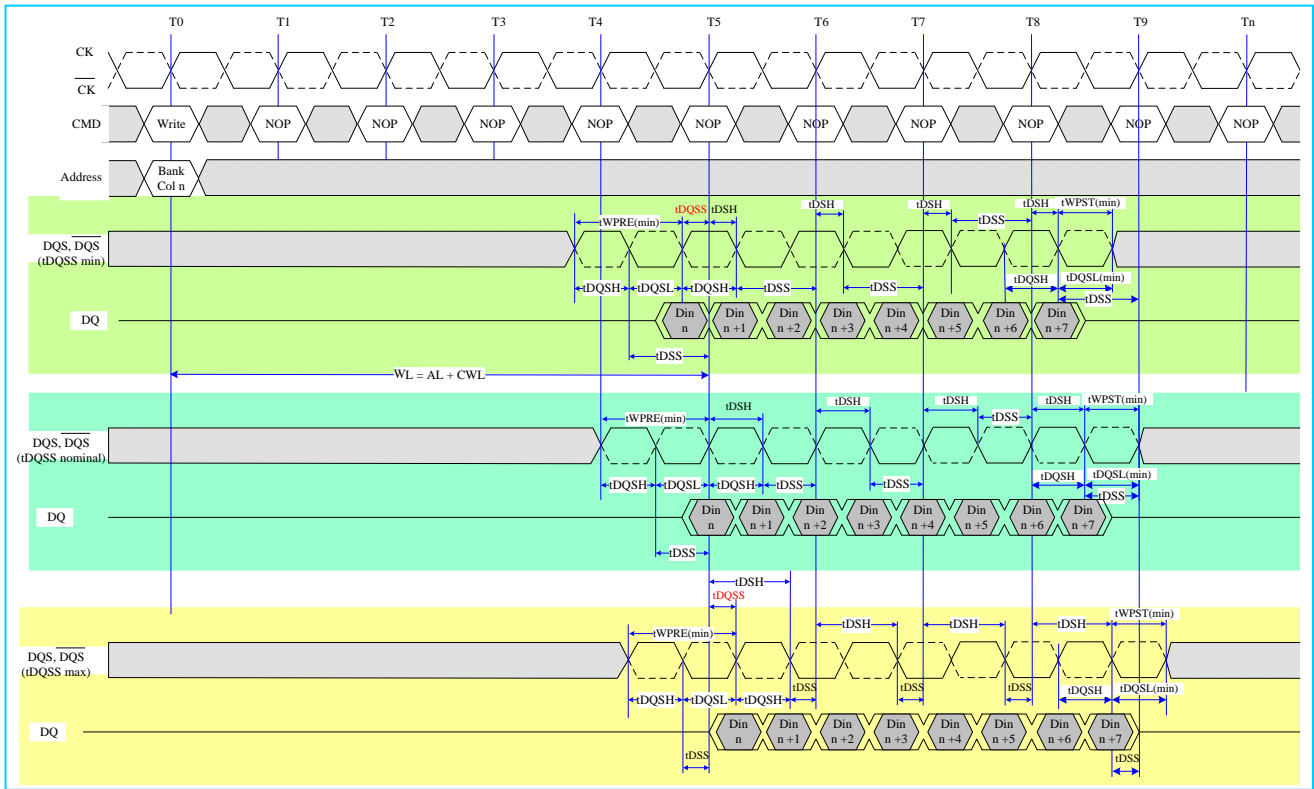 T0 T1 T2 T3 T4 T5 T6 T7 T8 T9 Tn
CK
CK
CMD Write NOP NOP NOP NOP NOP NOP NOP NOP NOP NOP
Address Bank
Col n
tDQSS tDSH tDSH tDSH tDSH tWPST(min)
tWPRE(min) tDSS
DQS, DQS
(tDQSS min)
tDQSH tDQSL tDQSH tDSS tDSS tDQSH tDQSL(min)
tDSS
DQ Din Din Din Din Din Din Din Din
n n +1 n +2 n +3 n +4 n +5 n +6 n +7
tDSS
WL = AL + CWL
tWPRE(min) tDSH tDSH tDSH tDSH tWPST(min)
tDSS
DQS, DQS
(tDQSS nominal)
tDQSH tDQSL tDQSH tDSS tDSS tDQSH tDQSL(min)
tDSS
DQ Din Din Din Din Din Din Din Din
n n +1 n +2 n +3 n +4 n +5 n +6 n +7
tDSS
tDSH
tDQSS
tWPRE(min) tDSH tDSH tDSH tWPST(min)
DQS, DQS
(tDQSS max)
tDQSH tDQSL tDQSH tDSS tDSS tDSS tDQSH tDQSL(min)
DQ Din Din Din Din Din Din Din Din
n n +1 n +2 n +3 n +4 n +5 n +6 n +7
tDSS tDSS